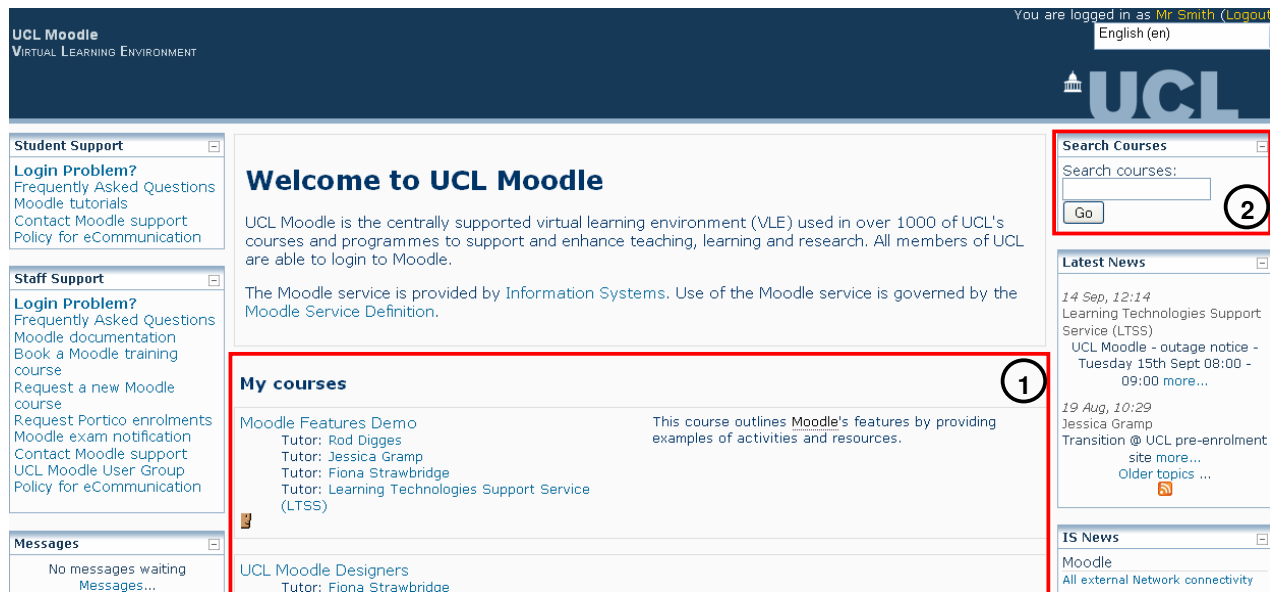 You are logged in as Mr Smith (Logout
UCL Moodle
VIRTUAL LEARNING ENVIRONMENT
English (en)
UCL
Student Support
Login Problem?
Frequently Asked Questions
Moodle tutorials
Contact Moodle support
Policy for eCommunication
Staff Support
Login Problem?
Frequently Asked Questions
Moodle documentation
Book a Moodle training
course
Request a new Moodle
course
Request Portico enrolments
Moodle exam notification
Contact Moodle support
UCL Moodle User Group
Policy for eCommunication
Messages
No messages waiting
Messages...
Welcome to UCL Moodle
UCL Moodle is the centrally supported virtual learning environment (VLE) used in over 1000 of UCL's
courses and programmes to support and enhance teaching, learning and research. All members of UCL
are able to login to Moodle.
The Moodle service is provided by Information Systems. Use of the Moodle service is governed by the
Moodle Service Definition.
My courses
1
Moodle Features Demo
Tutor: Rod Digges
Tutor: Jessica Gramp
Tutor: Fiona Strawbridge
Tutor: Learning Technologies Support Service
(LTSS)
This course outlines Moodle's features by providing
examples of activities and resources.
UCL Moodle Designers
Tutor: Fiona Strawbridge
Search Courses
Search courses:
Go
2
Latest News
14 Sep, 12:14
Learning Technologies Support
Service (LTSS)
UCL Moodle - outage notice -
Tuesday 15th Sept 08:00 -
09:00 more...
19 Aug, 10:29
Jessica Gramp
Transition @ UCL pre-enrolment
site more...
Older topics ...
IS News
Moodle
All external Network connectivity